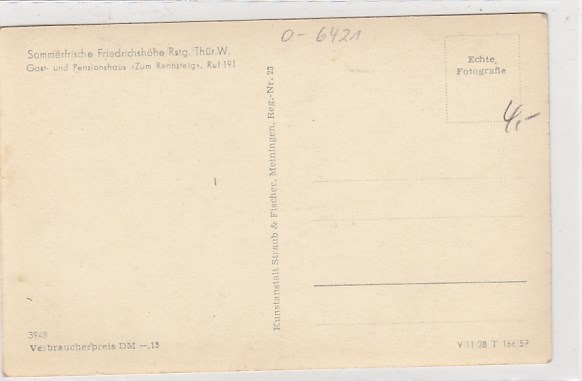 O-6421
Sommerfrische Friedrichshöhe Rstg./Thür.W.
Gast- und Pensionshaus «Zum Rennsteig», Ruf 191
Kunstanstalt Straub & Fischer, Meiningen, Reg.-Nr. 23
Echte
Fotografie
4,-
3948
Verbraucherpreis DM —,15
V 11 28 T 166 57